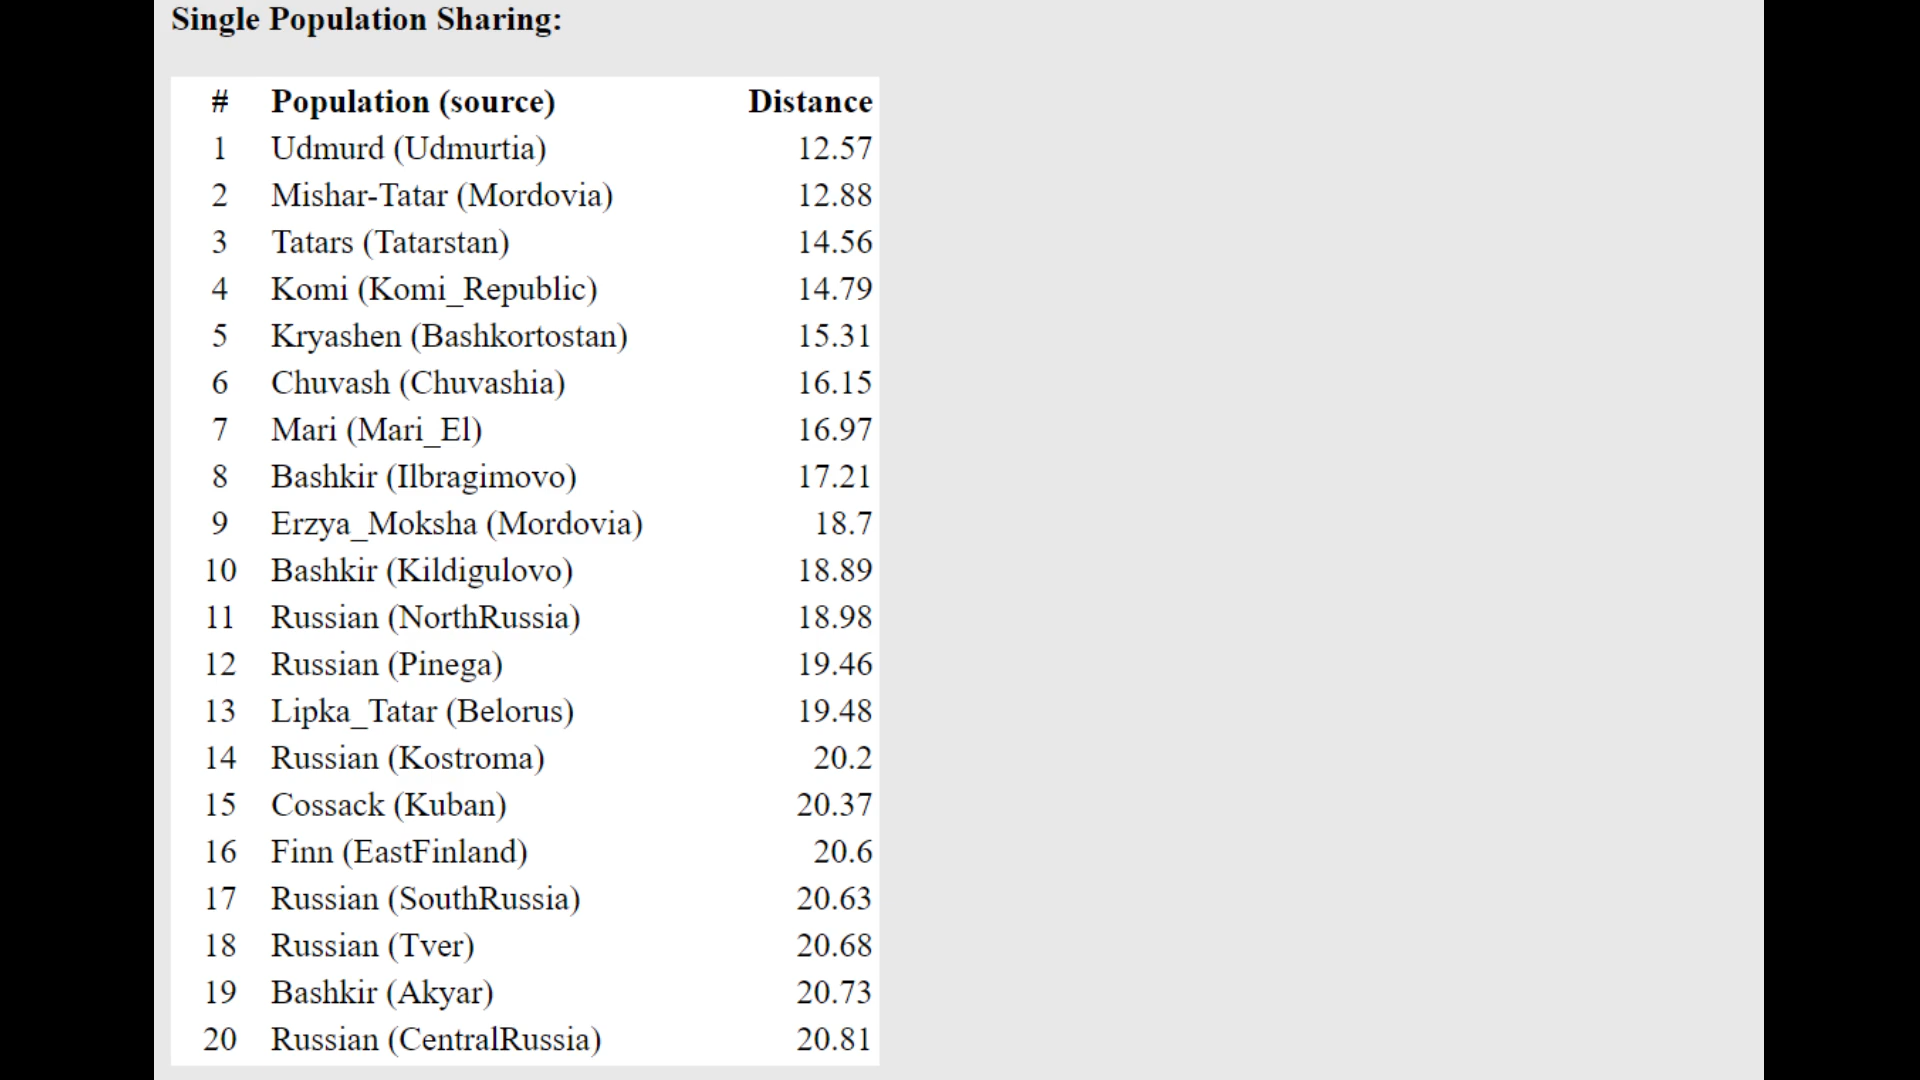 Single Population Sharing:
# Population (source) Distance
1 Udmurd (Udmurtia) 12.57
2 Mishar-Tatar (Mordovia) 12.88
3 Tatars (Tatarstan) 14.56
4 Komi (Komi_Republic) 14.79
5 Kryashen (Bashkortostan) 15.31
6 Chuvash (Chuvashia) 16.15
7 Mari (Mari_El) 16.97
8 Bashkir (Ilbragimovo) 17.21
9 Erzya_Moksha (Mordovia) 18.7
10 Bashkir (Kildigulovo) 18.89
11 Russian (NorthRussia) 18.98
12 Russian (Pinega) 19.46
13 Lipka_Tatar (Belorus) 19.48
14 Russian (Kostroma) 20.2
15 Cossack (Kuban) 20.37
16 Finn (EastFinland) 20.6
17 Russian (SouthRussia) 20.63
18 Russian (Tver) 20.68
19 Bashkir (Akyar) 20.73
20 Russian (CentralRussia) 20.81